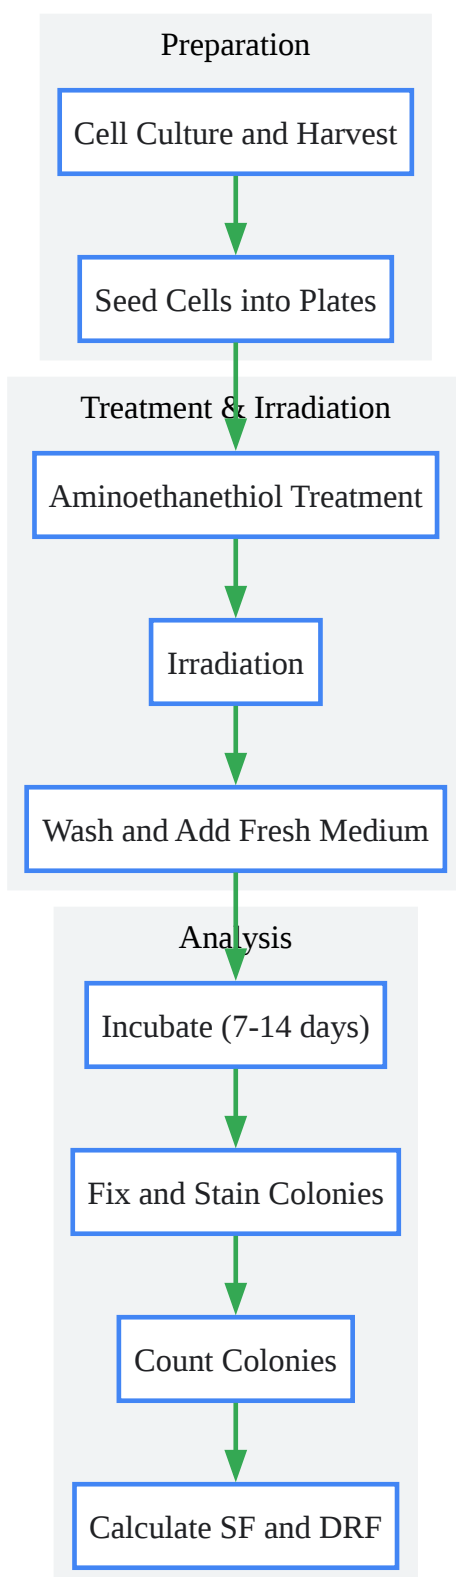 Preparation
Cell Culture and Harvest
Seed Cells into Plates
Treatment & Irradiation
Aminoethanethiol Treatment
Irradiation
Wash and Add Fresh Medium
Analysis
Incubate (7-14 days)
Fix and Stain Colonies
Count Colonies
Calculate SF and DRF